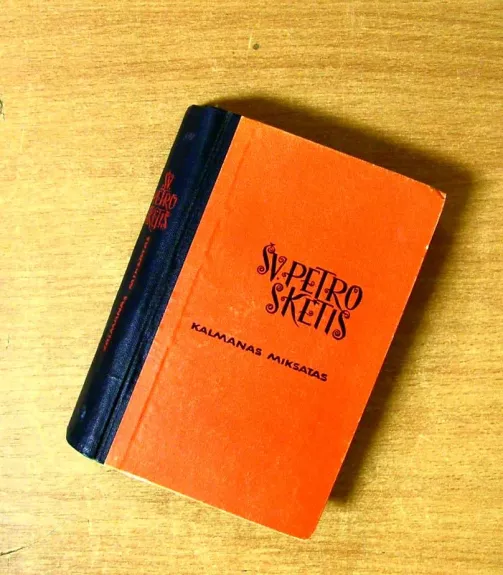 ŠV.
PETRO
SKĖTIS
KALMANAS MIKSATAS
ŠV. PETRO
SKĖTIS
KALMANAS MIKSATAS